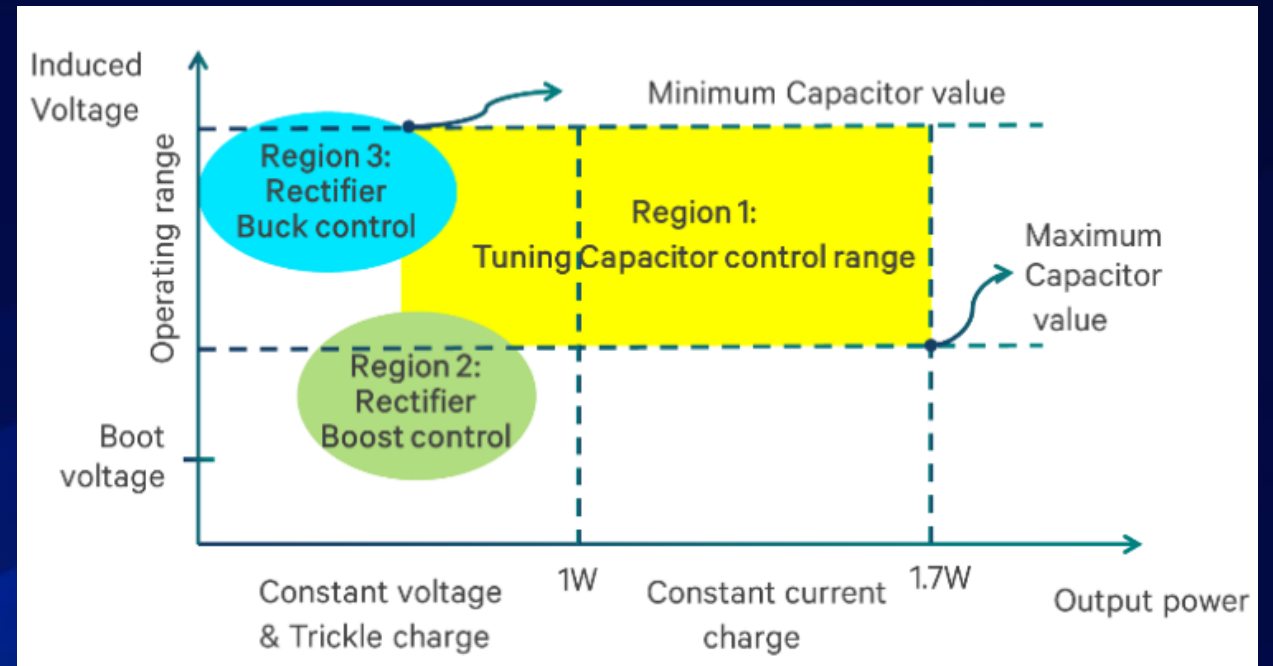 Induced
Voltage
Minimum Capacitor value
Operating range
Region 3:
Rectifier
Buck control
Region 1:
Tuning Capacitor control range
Maximum
Capacitor
value
Region 2:
Rectifier
Boost control
Boot
voltage
1W
1.7W
Constant voltage
& Trickle charge
Constant current
charge
Output power